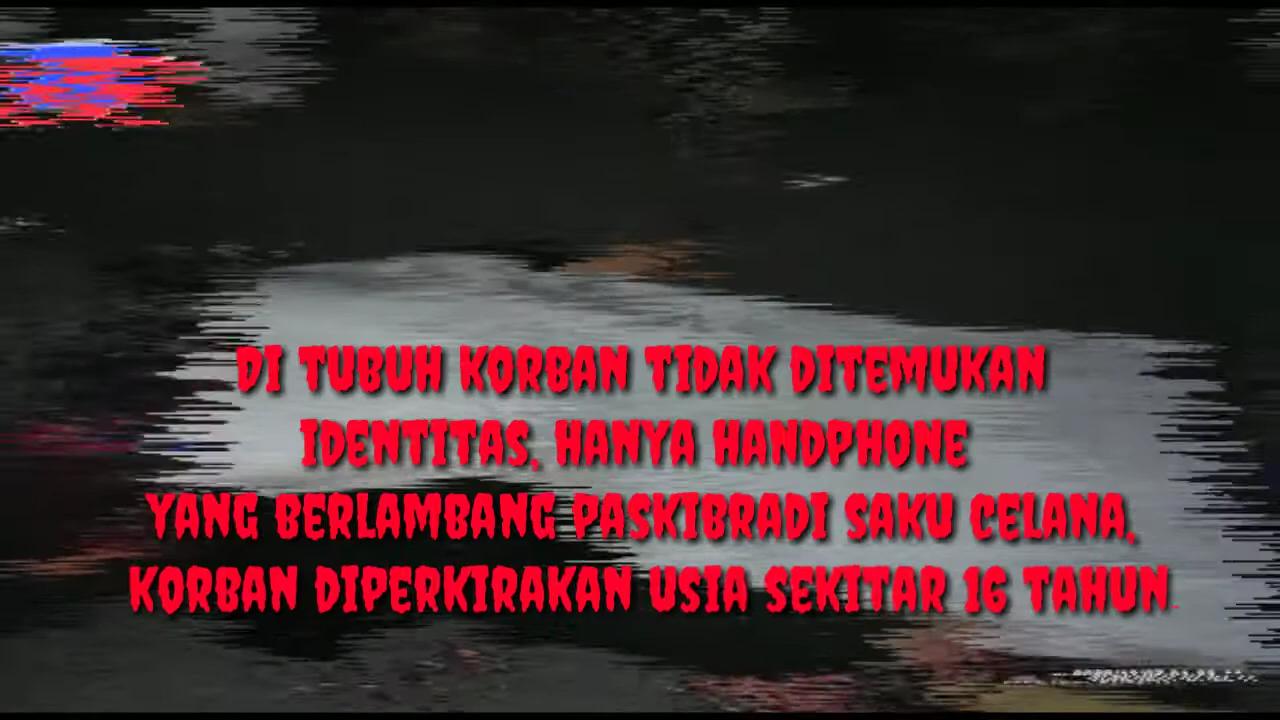 DI TUBUH KORBAN TIDAK DITEMUKAN
IDENTITAS, HANYA HANDPHONE
YANG BERLAMBANG PASKIBRADI SAKU CELANA,
KORBAN DIPERKIRAKAN USIA SEKITAR 16 TAHUN